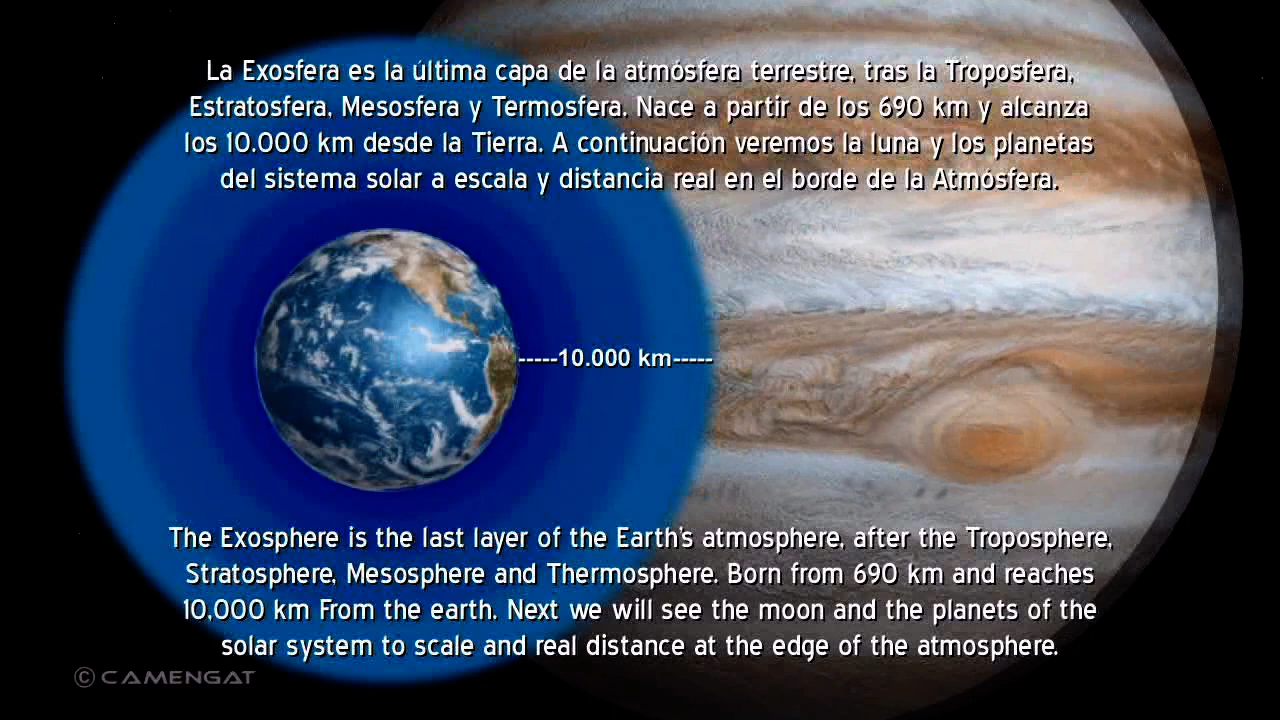 La Exosfera es la última capa de la atmósfera terrestre, tras la Troposfera,
Estratosfera, Mesosfera y Termosfera. Nace a partir de los 690 km y alcanza
los 10.000 km desde la Tierra. A continuación veremos la luna y los planetas
del sistema solar a escala y distancia real en el borde de la Atmósfera.
-----10.000 km-----
The Exosphere is the last layer of the Earth's atmosphere, after the Troposphere,
Stratosphere, Mesosphere and Thermosphere. Born from 690 km and reaches
10,000 km From the earth. Next we will see the moon and the planets of the
solar system to scale and real distance at the edge of the atmosphere.
© CAMENGAT